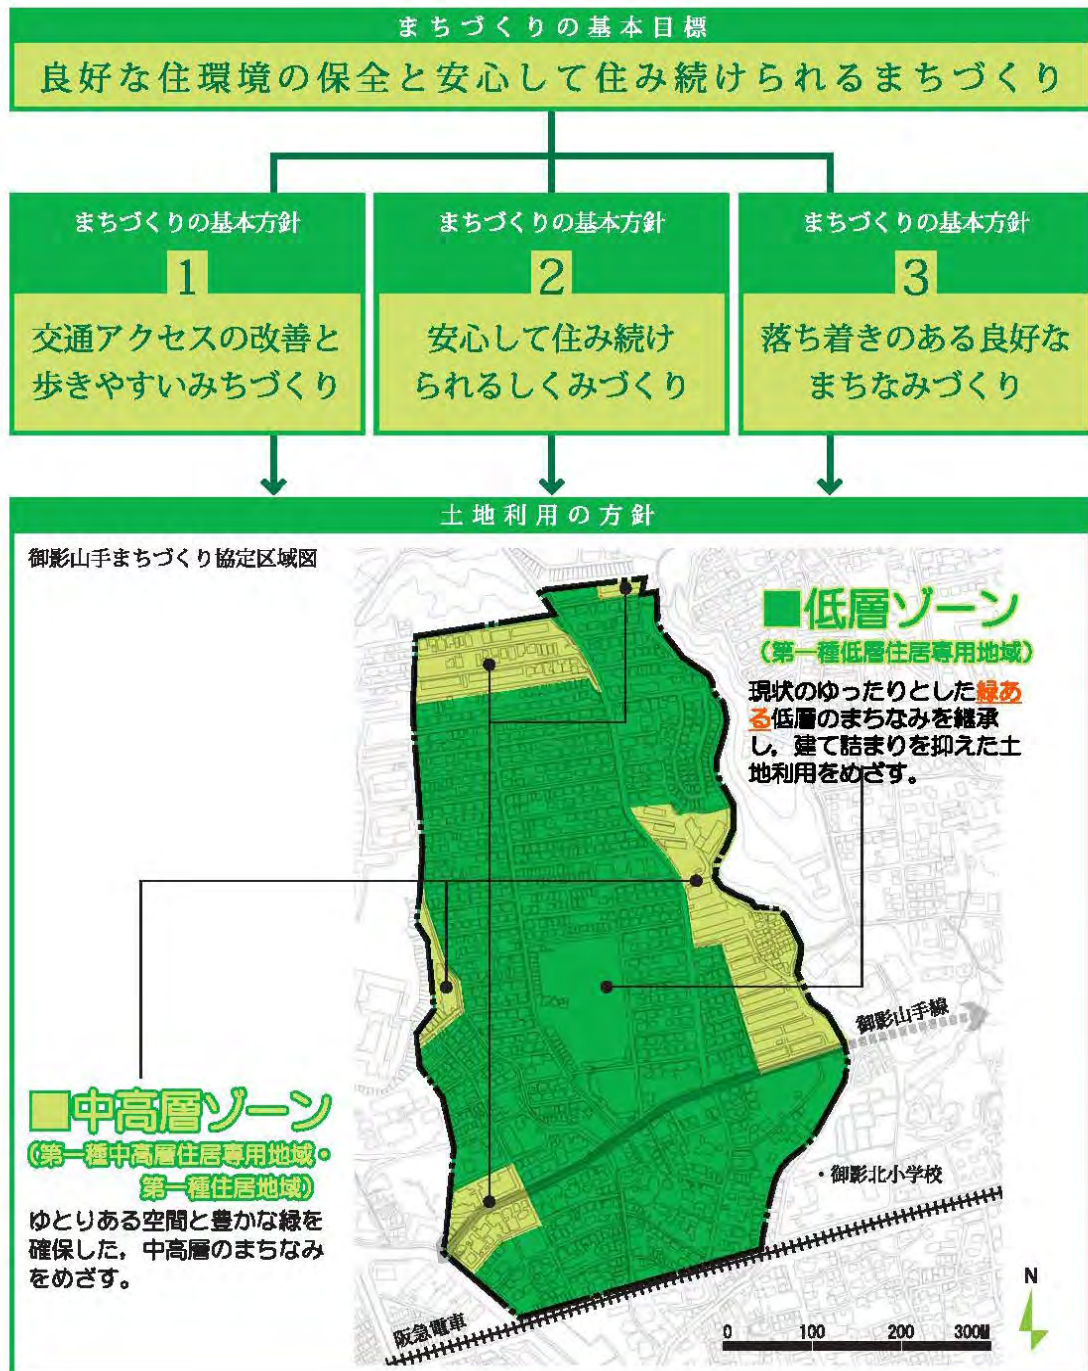 まちづくりの基本目標
良好な住環境の保全と安心して住み続けられるまちづくり
まちづくりの基本方針
1
交通アクセスの改善と
歩きやすいみちづくり
まちづくりの基本方針
2
安心して住み続け
られるしくみづくり
まちづくりの基本方針
3
落ち着きのある良好な
まちなみづくり
土地利用の方針
御影山手まちづくり協定区域図
■低層ゾーン
(第一種低層住居専用地域)
現状のゆったりとした緑あ
る低層のまちなみを継承
し，建て詰まりを抑えた土
地利用をめざす。
御影山手線
■中高層ゾーン
(第一種中高層住居専用地域・
第一種住居地域)
ゆとりある空間と豊かな緑を
確保した，中高層のまちなみ
をめざす。
・御影北小学校
阪急電車
N
0 100 200 300M